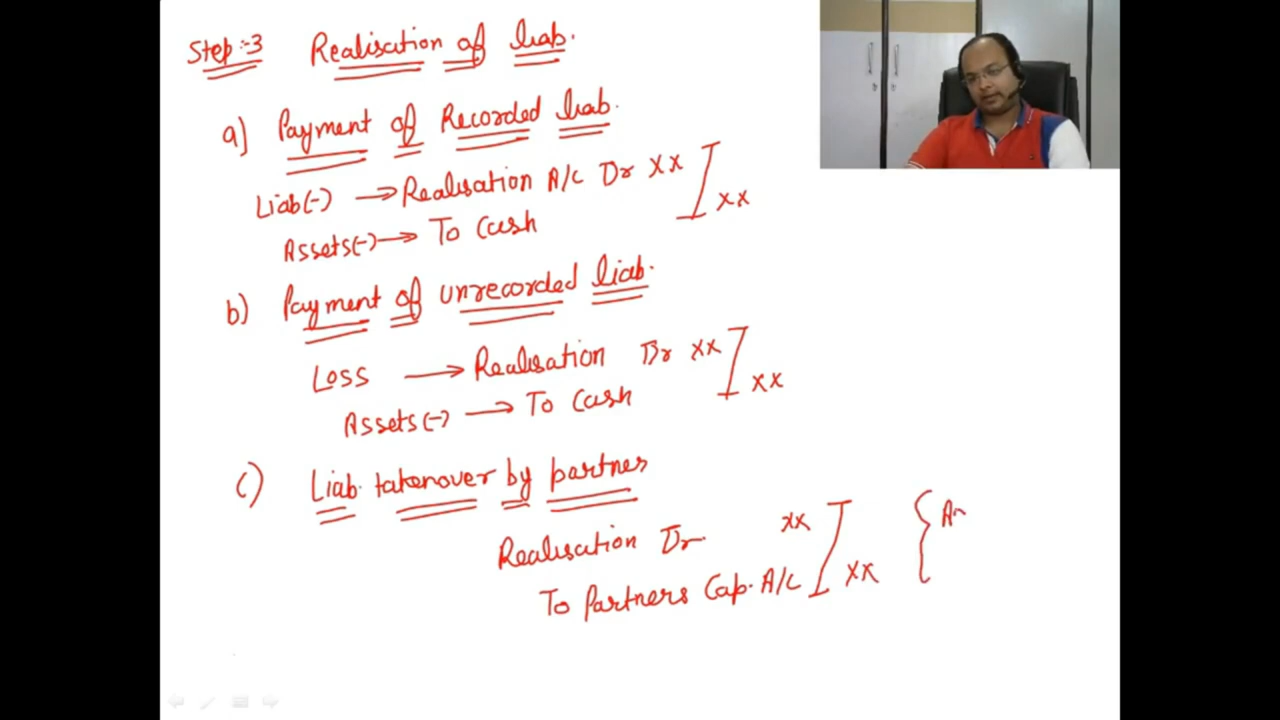 Step:-3 Realisation of liab.
a) Payment of Recorded liab.
Liab(-) → Realisation A/c Dr xx
Assets(-) → To Cash xx
b) Payment of unrecorded liab.
Loss → Realisation Dr xx
Assets(-) → To Cash xx
c) Liab. takenover by partner
Realisation Dr. xx
To Partners Cap. A/c xx